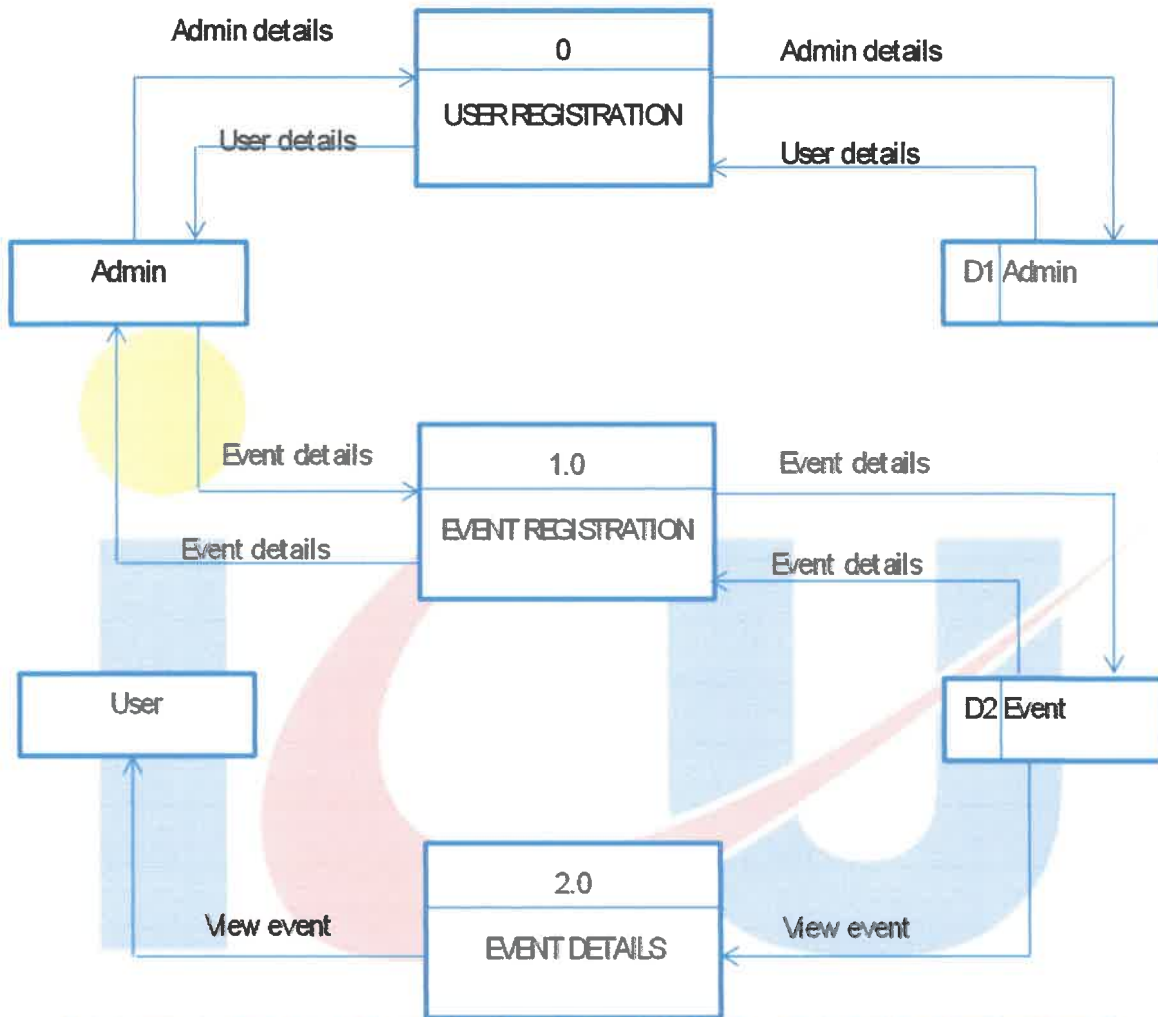 Admin details
0
Admin details
USER REGISTRATION
User details
User details
Admin
D1 Admin
Event details
1.0
Event details
EVENT REGISTRATION
Event details
Event details
User
D2 Event
2.0
View event
View event
EVENT DETAILS